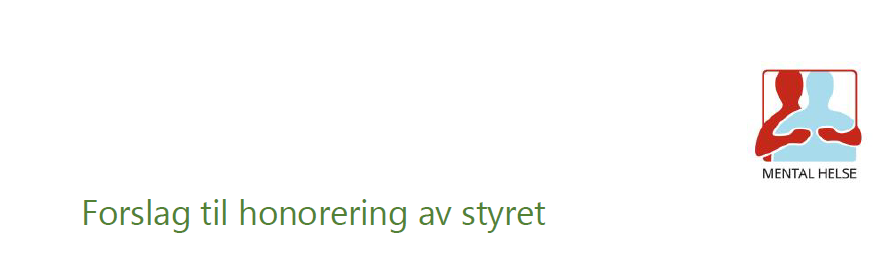 MENTAL HELSE
Forslag til honorering av styret